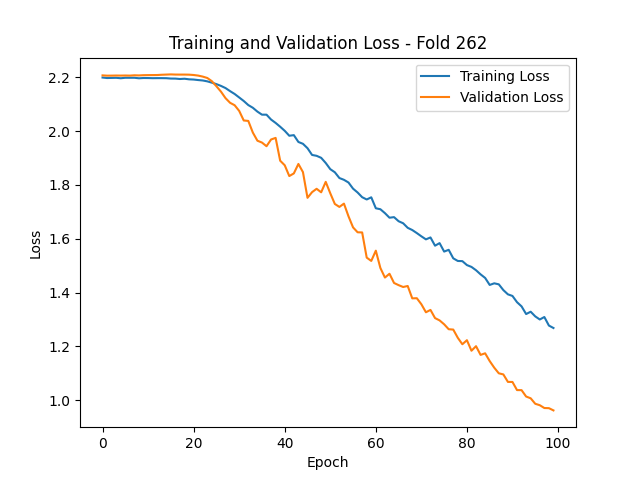 Training and Validation Loss - Fold 262
Training Loss
Validation Loss
2.2
2.0
1.8
1.6
1.4
1.2
1.0
Loss
0
20
40
60
80
100
Epoch